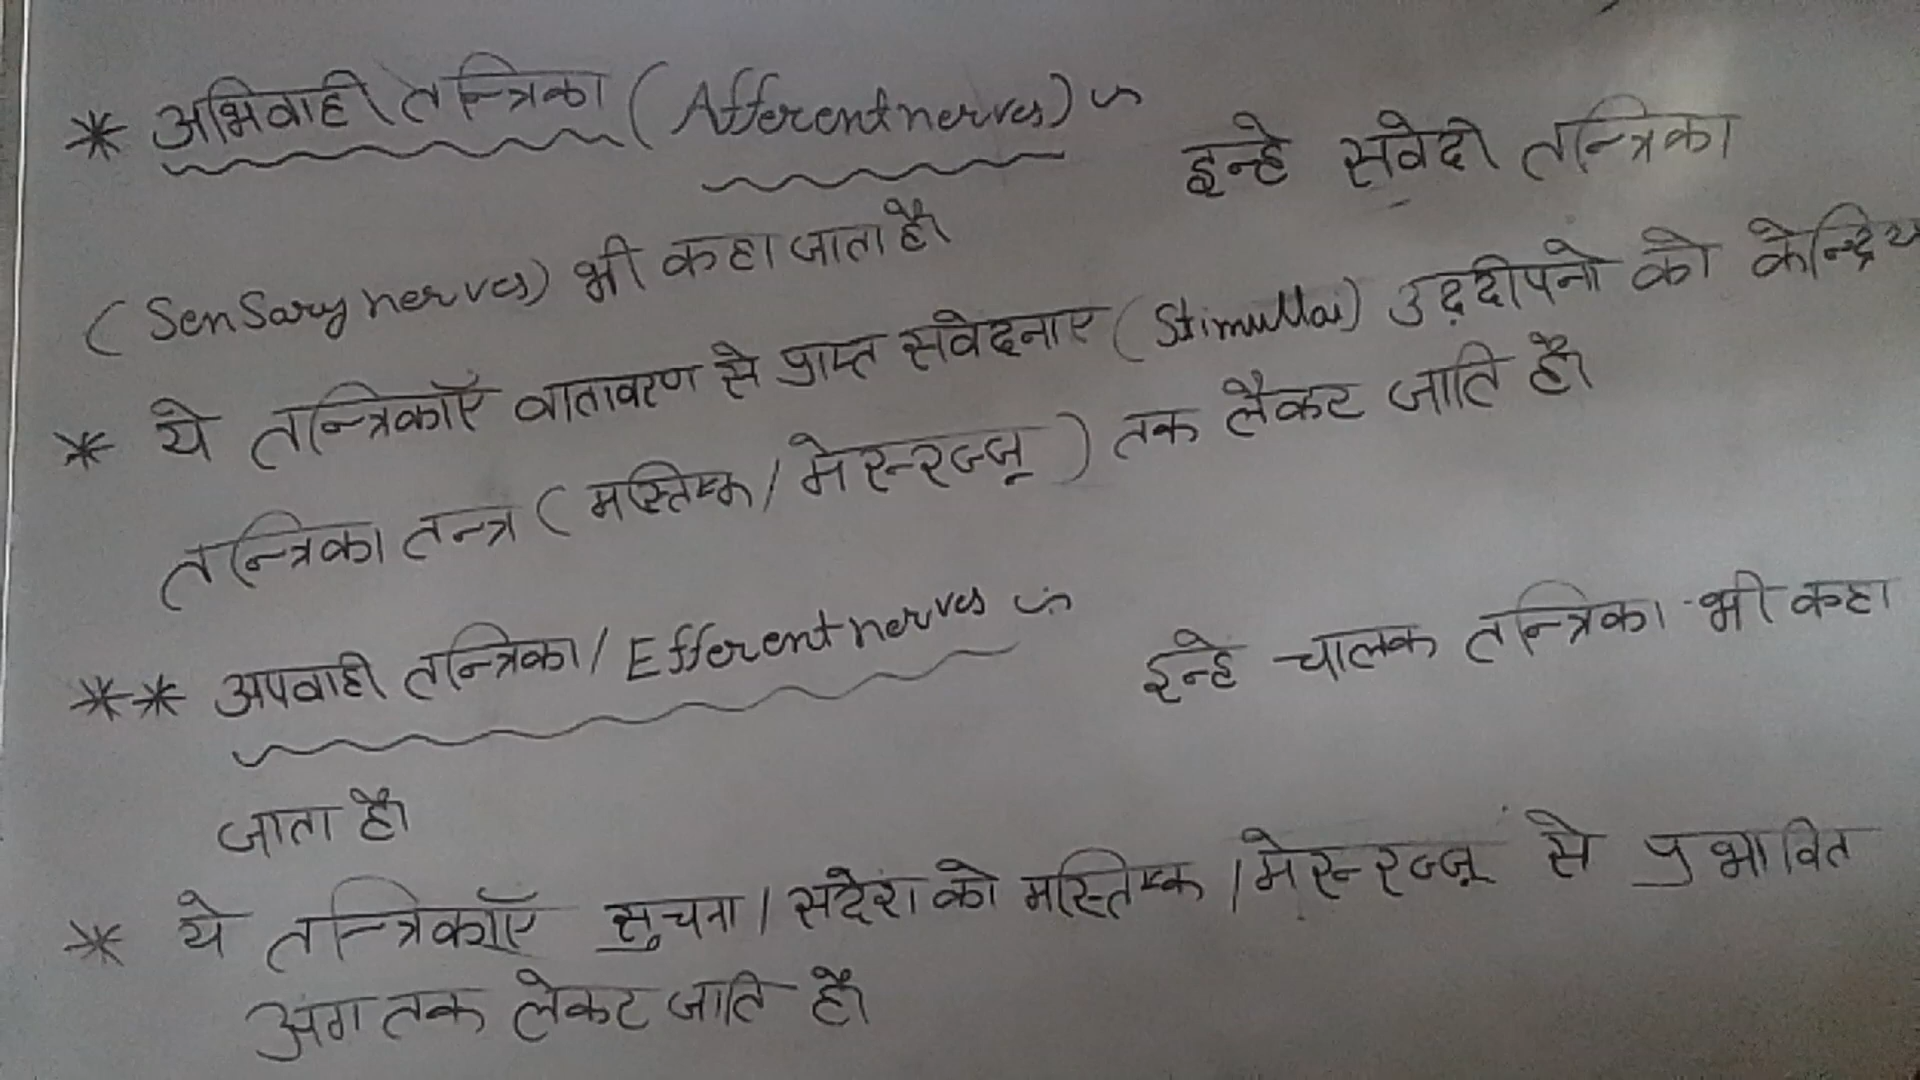 * अभिवाही तन्त्रिका (Afferent nerves) :- इन्हे संवेदी तन्त्रिका
(Sensary nerves) भी कहा जाता है।
* ये तन्त्रिकाएँ वातावरण से प्राप्त संवेदनाए (Stimullai) उद्दीपनो को केन्द्रिय
तन्त्रिका तन्त्र (मस्तिष्क / मेरू-रज्जू) तक लेकर जाति है।
** अपवाही तन्त्रिका / Efferent nerves :- इन्हे चालक तन्त्रिका भी कहा
जाता है।
* ये तन्त्रिकाएँ सुचना / संदेश को मस्तिष्क / मेरू-रज्जू से प्रभावित
अंग तक लेकर जाति है।